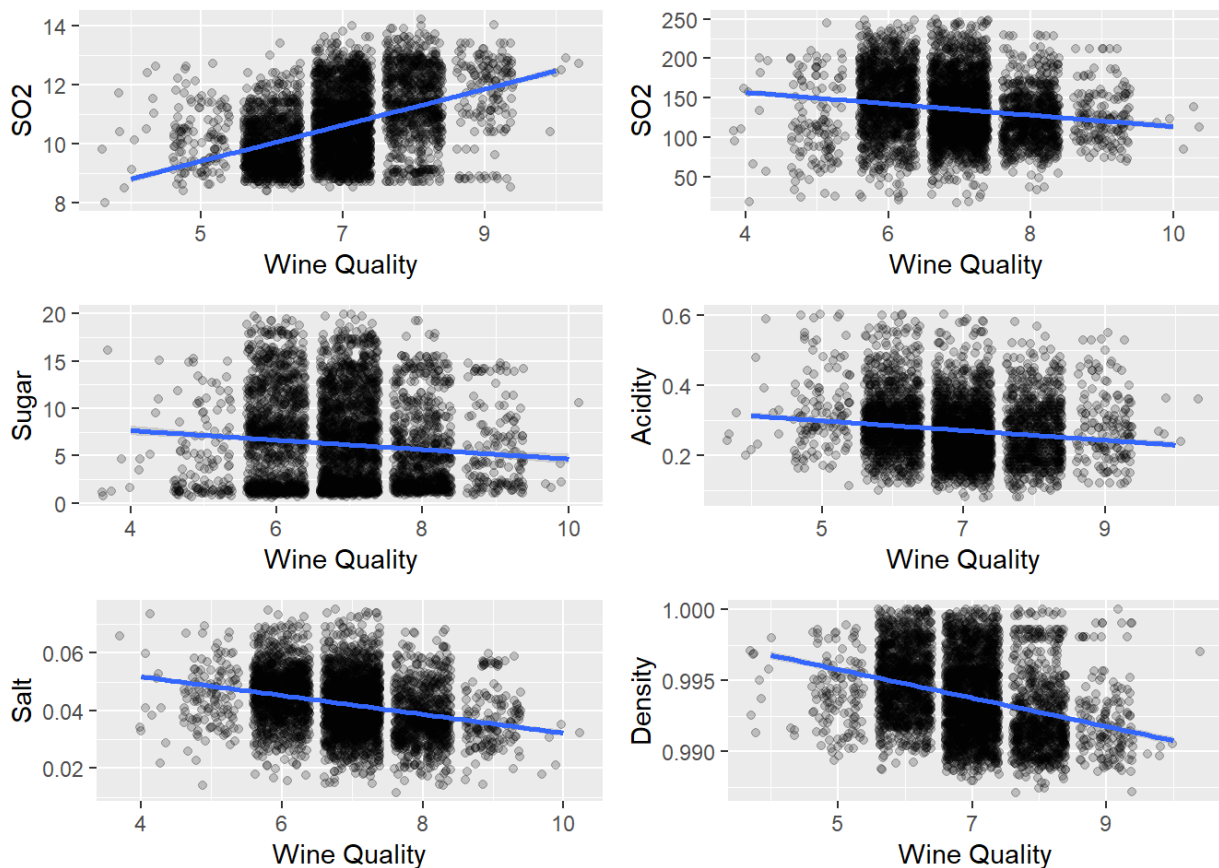 SO2
14
12
10
8
5 7 9
Wine Quality
SO2
250
200
150
100
50
4 6 8 10
Wine Quality
Sugar
20
15
10
5
0
4 6 8 10
Wine Quality
Acidity
0.6
0.4
0.2
5 7 9
Wine Quality
Salt
0.06
0.04
0.02
4 6 8 10
Wine Quality
Density
1.000
0.995
0.990
5 7 9
Wine Quality